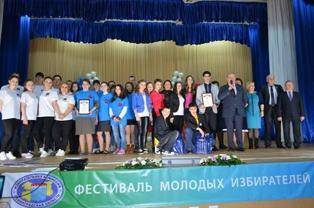 ФЕСТИВАЛЬ МОЛОДЫХ ИЗБИРАТЕЛЕЙ